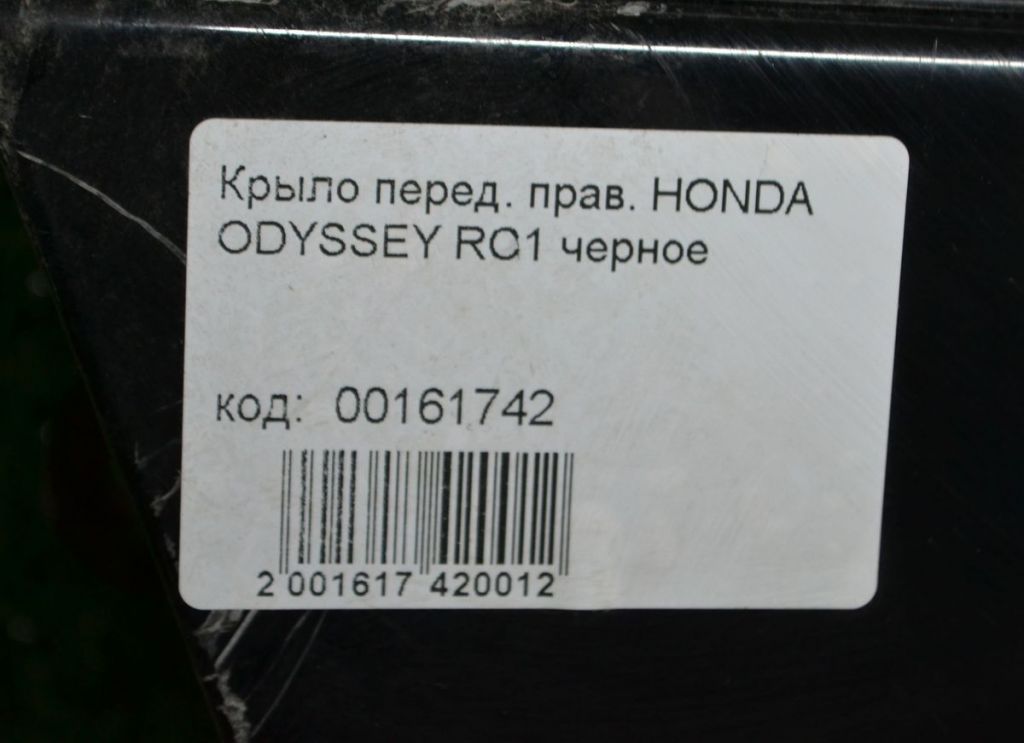 Крыло перед. прав. HONDA
ODYSSEY RC1 черное
код: 00161742
2 001617 420012